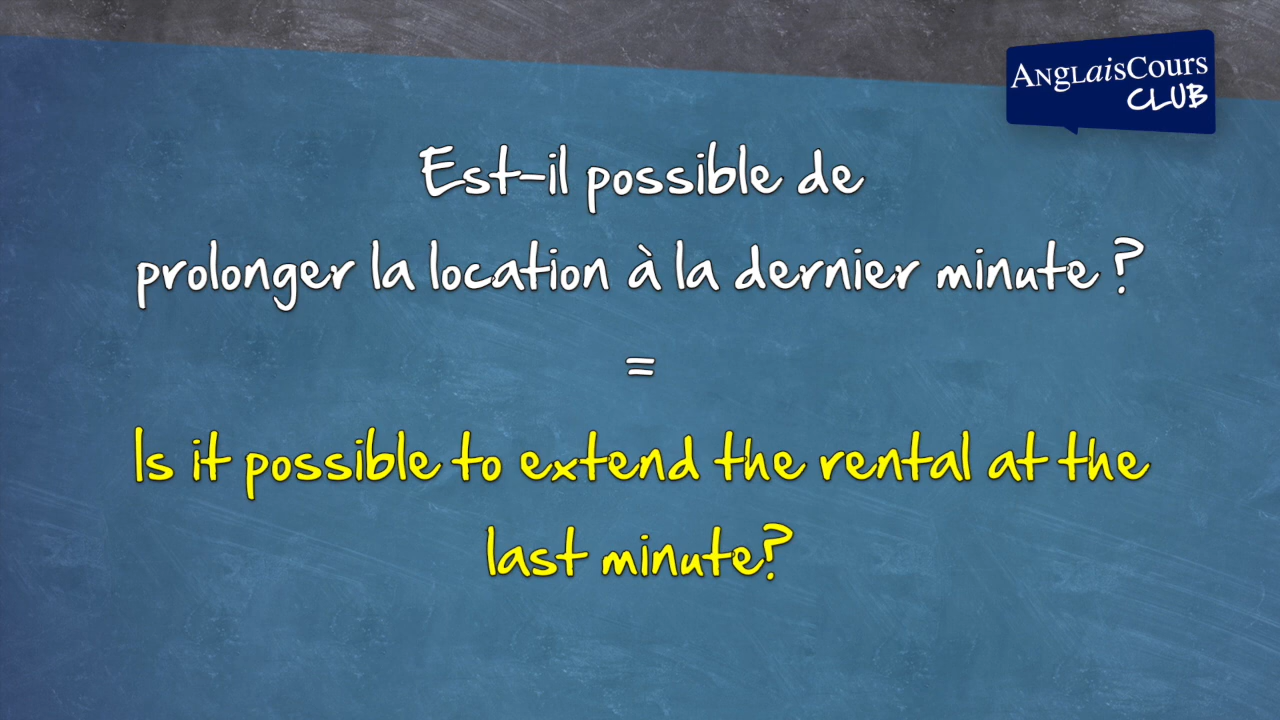 AnglaisCours
CLUB
Est-il possible de
prolonger la location à la dernier minute ?
=
Is it possible to extend the rental at the
last minute?